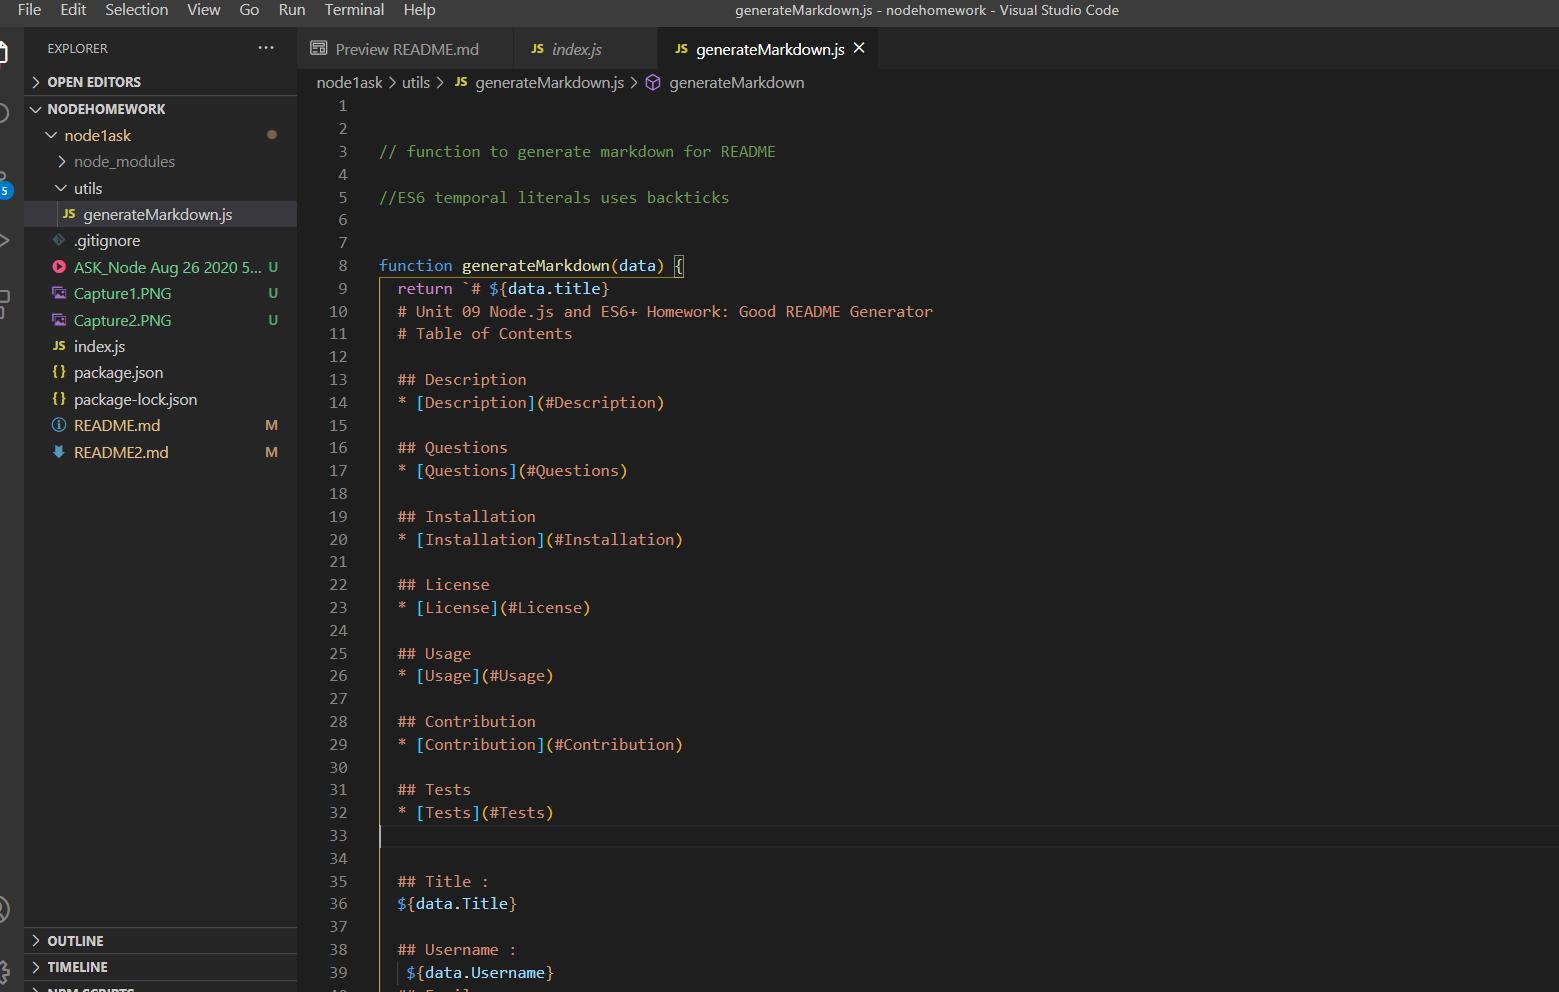 File Edit Selection View Go Run Terminal Help
generateMarkdown.js - nodehomework - Visual Studio Code
EXPLORER ···
OPEN EDITORS
NODEHOMEWORK
node1ask
node_modules
utils
5
JS generateMarkdown.js
.gitignore
ASK_Node Aug 26 2020 5... U
Capture1.PNG U
Capture2.PNG U
JS index.js
{} package.json
{} package-lock.json
README.md M
README2.md M
OUTLINE
TIMELINE
NPM SCRIPTS
Preview README.md JS index.js JS generateMarkdown.js ×
node1ask > utils > JS generateMarkdown.js > generateMarkdown
1
2
3 // function to generate markdown for README
4
5 //ES6 temporal literals uses backticks
6
7
8 function generateMarkdown(data) {
9 return `# ${data.title}
10 # Unit 09 Node.js and ES6+ Homework: Good README Generator
11 # Table of Contents
12
13 ## Description
14 * [Description](#Description)
15
16 ## Questions
17 * [Questions](#Questions)
18
19 ## Installation
20 * [Installation](#Installation)
21
22 ## License
23 * [License](#License)
24
25 ## Usage
26 * [Usage](#Usage)
27
28 ## Contribution
29 * [Contribution](#Contribution)
30
31 ## Tests
32 * [Tests](#Tests)
33
34
35 ## Title :
36 ${data.Title}
37
38 ## Username :
39 ${data.Username}